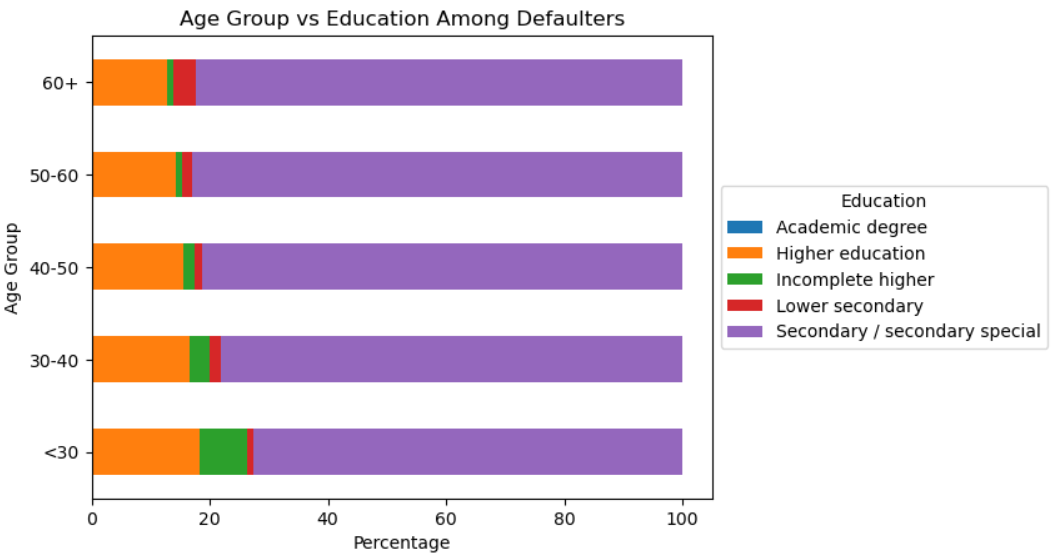 Age Group vs Education Among Defaulters
Age Group
60+
50-60
40-50
30-40
<30
0 20 40 60 80 100
Percentage
Education
Academic degree
Higher education
Incomplete higher
Lower secondary
Secondary / secondary special